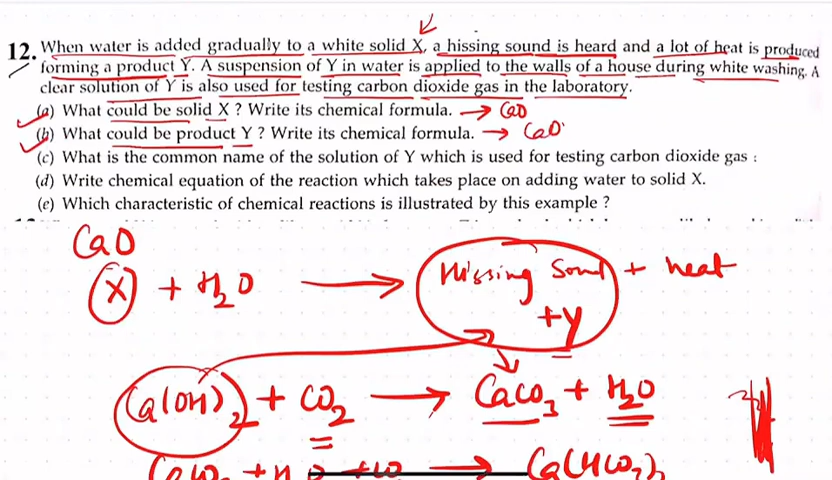 12. When water is added gradually to a white solid X, a hissing sound is heard and a lot of heat is produced
forming a product Y. A suspension of Y in water is applied to the walls of a house during white washing. A
clear solution of Y is also used for testing carbon dioxide gas in the laboratory.
(a) What could be solid X ? Write its chemical formula. → CaO
(b) What could be product Y ? Write its chemical formula. → CaO
(c) What is the common name of the solution of Y which is used for testing carbon dioxide gas :
(d) Write chemical equation of the reaction which takes place on adding water to solid X.
(e) Which characteristic of chemical reactions is illustrated by this example ?
CaO
X + H2O → Hissing Sound + heat
+Y
Ca(OH)2 + CO2 → CaCO3 + H2O
→ Ca(HCO3)2